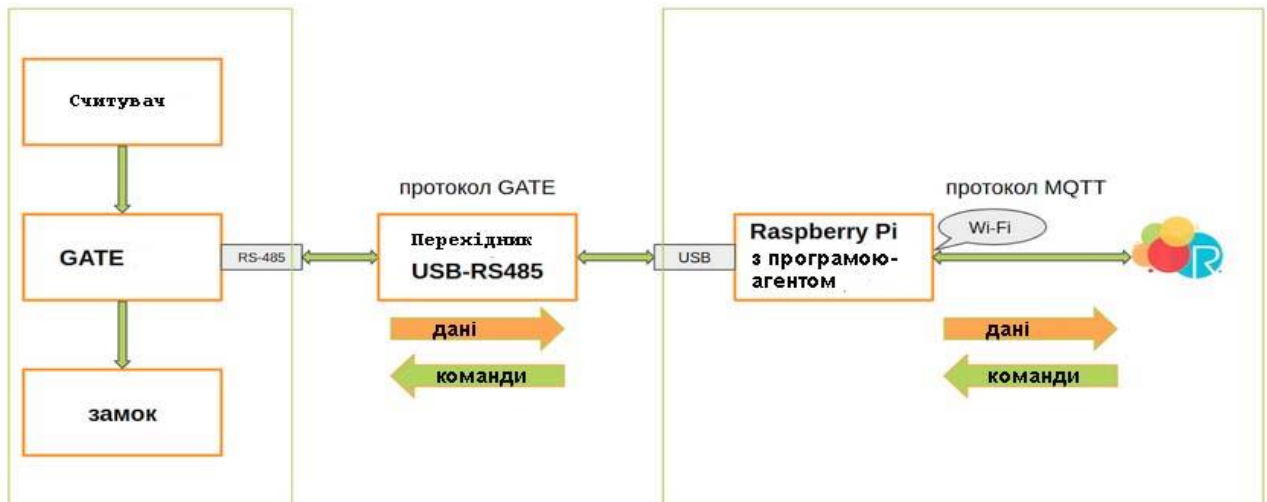 Считувач
GATE
RS-485
замок
протокол GATE
Перехідник
USB-RS485
дані
команди
USB
Raspberry Pi
з програмою-
агентом
протокол MQTT
Wi-Fi
дані
команди
R